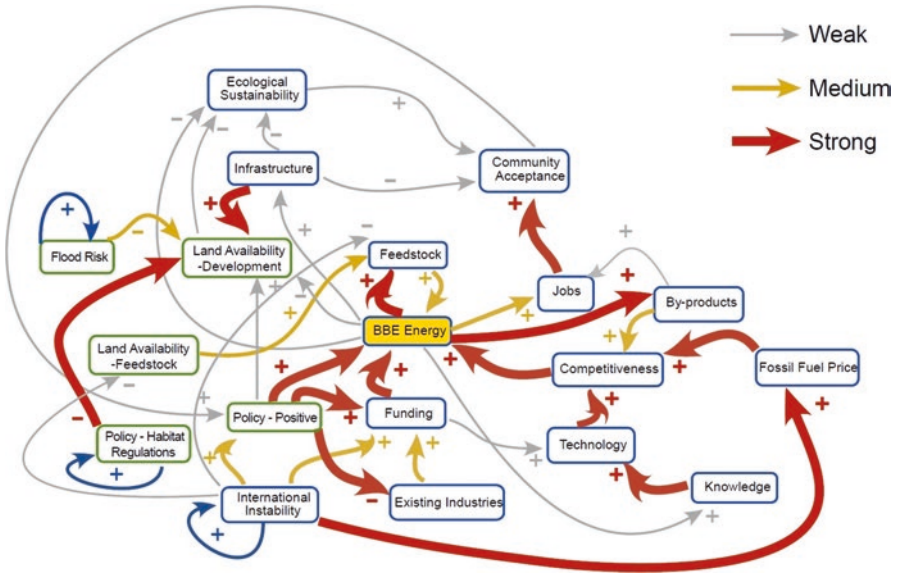 Weak
Medium
Strong
Ecological
Sustainability
+
-
-
-
Infrastructure
-
Community
Acceptance
+
+
+
Flood Risk
-
Land Availability
-Development
+
-
Feedstock
+
+
-
+
+
Jobs
+
+
+
By-products
+
BBE Energy
+
Land Availability
-Feedstock
-
+
+
+
Competitiveness
+
Fossil Fuel Price
+
+
Policy - Positive
+
Funding
+
-
Policy - Habitat
Regulations
+
+
+
+
+
Technology
+
+
Knowledge
+
International
Instability
+
-
Existing Industries